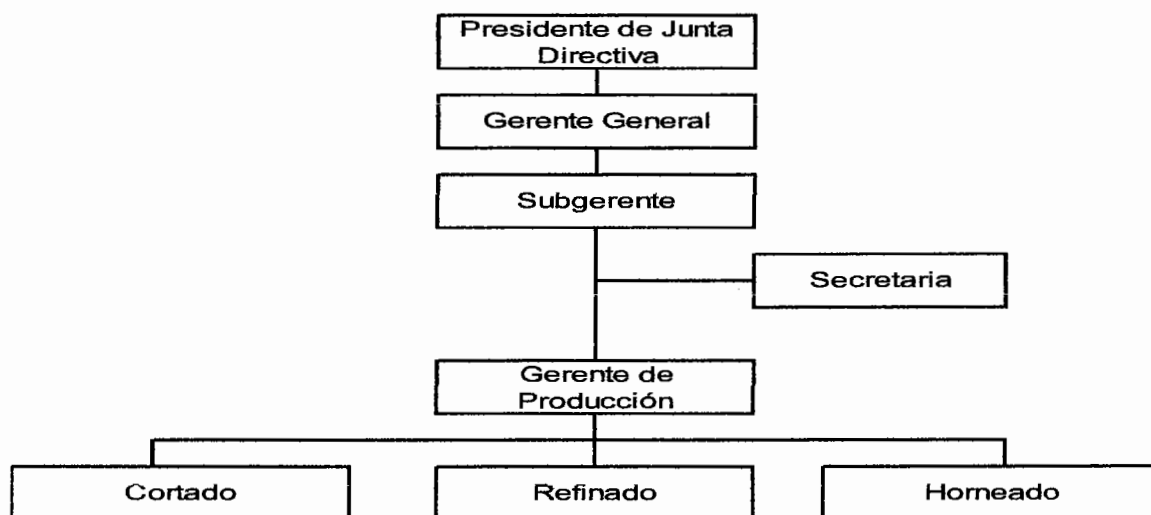 Presidente de Junta
Directiva
Gerente General
Subgerente
Secretaria
Gerente de
Producción
Cortado
Refinado
Horneado